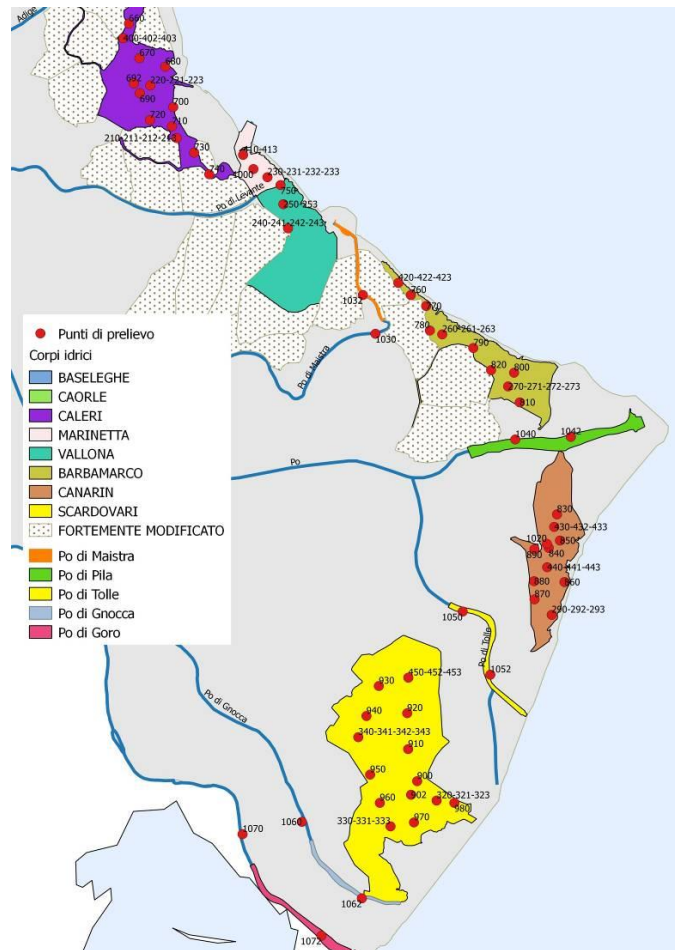 Adige
660
400-402-403
670
680
692
220-221-223
690
700
720
710
210-211-212-213
730
740
410-413
1000
230-231-232-233
750
Po di Levante
250-253
240-241-242-243
420-422-423
1032
760
770
780
260-261-263
1030
790
Po di Maistra
820
800
270-271-272-273
810
1040
1042
Po
Punti di prelievo
Corpi idrici
BASELEGHE
CAORLE
CALERI
MARINETTA
VALLONA
BARBAMARCO
CANARIN
SCARDOVARI
FORTEMENTE MODIFICATO
Po di Maistra
Po di Pila
Po di Tolle
Po di Gnocca
Po di Goro
830
430-432-433
1020
850
890
840
440-441-443
880
860
870
290-292-293
1050
Po di Tolle
1052
450-452-453
930
Po di Gnocca
940
920
340-341-342-343
910
950
900
960
902
320-321-323
980
330-331-333
970
1060
1070
1062
1072